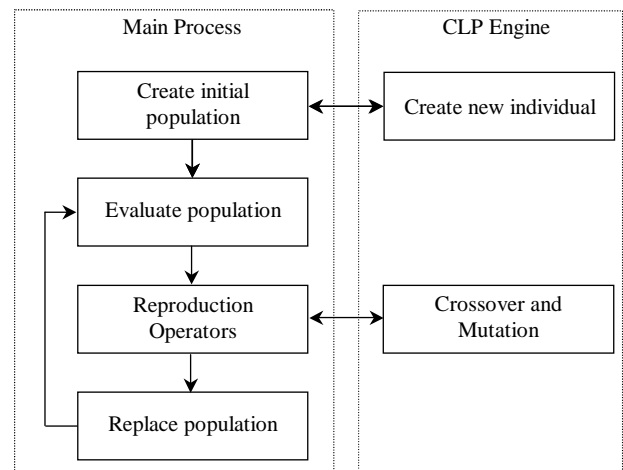 Main Process
CLP Engine
Create initial
population
Create new individual
Evaluate population
Reproduction
Operators
Crossover and
Mutation
Replace population